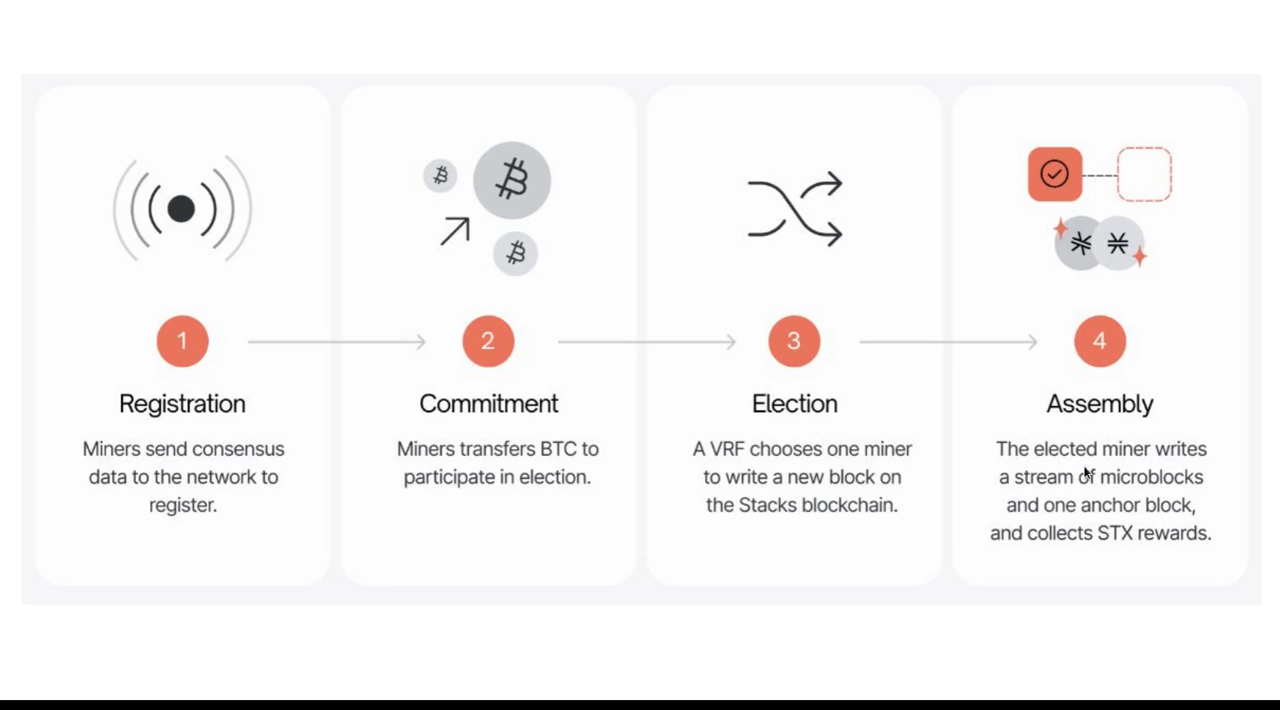 1
Registration
Miners send consensus
data to the network to
register.
2
Commitment
Miners transfers BTC to
participate in election.
3
Election
A VRF chooses one miner
to write a new block on
the Stacks blockchain.
4
Assembly
The elected miner writes
a stream of microblocks
and one anchor block,
and collects STX rewards.